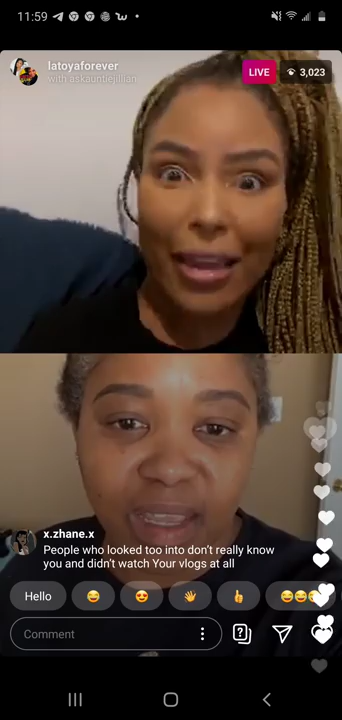 11:59
latoyaforever
with askauntiejillian
LIVE
3,023
x.zhane.x
People who looked too into don't really know
you and didn't watch Your vlogs at all
Hello
Comment